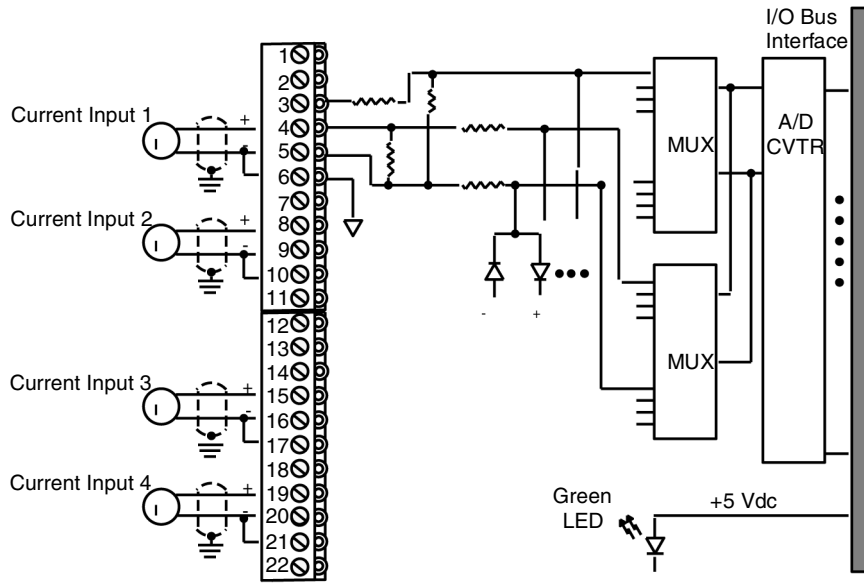 I/O Bus
Interface
1
2
3
4
5
6
7
8
9
10
11
12
13
14
15
16
17
18
19
20
21
22
Current Input 1
+
-
I
Current Input 2
+
-
I
Current Input 3
+
-
I
Current Input 4
+
-
I
MUX
MUX
A/D
CVTR
-
+
Green
LED
+5 Vdc